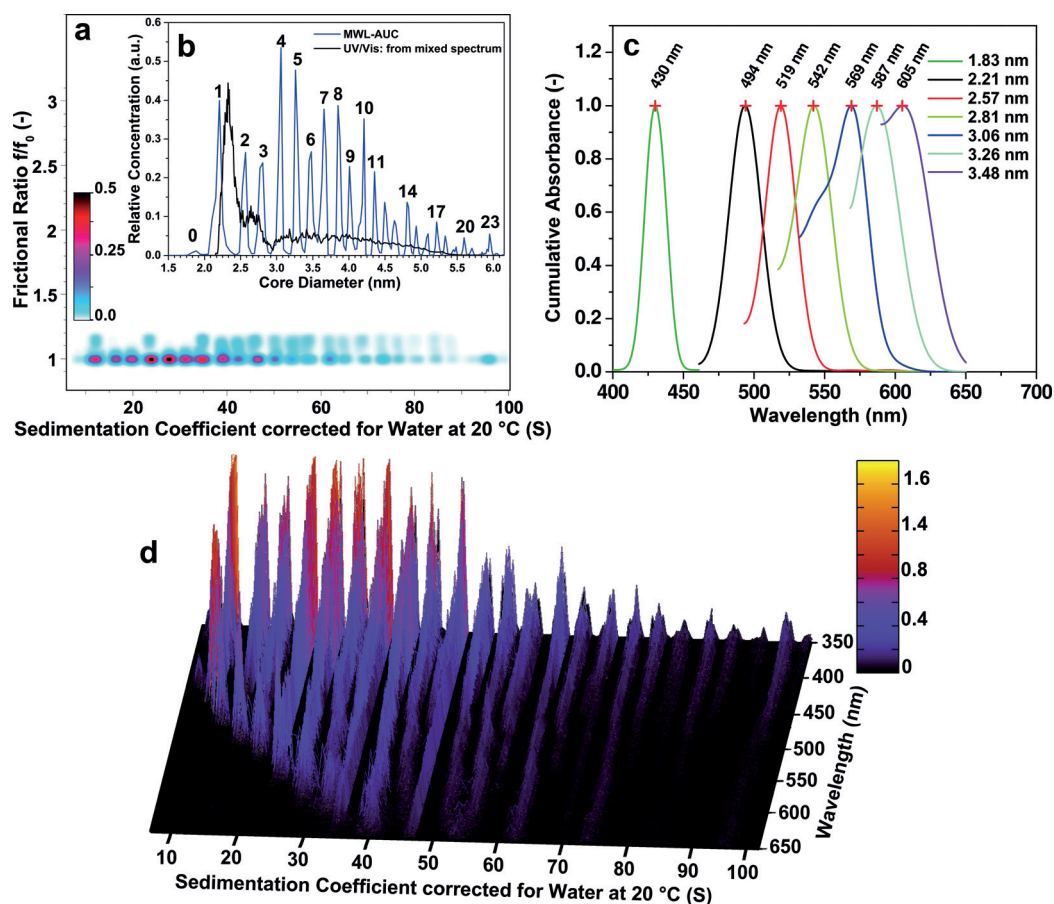 a
Frictional Ratio f/f0 (-)
3
2.5
2
1.5
1
0.5
0.25
0.0
20
40
60
80
100
Sedimentation Coefficient corrected for Water at 20 °C (S)
b
MWL-AUC
UV/Vis: from mixed spectrum
Relative Concentration (a.u.)
0.6
0.5
0.4
0.3
0.2
0.1
0.0
0
1
2
3
4
5
6
7
8
9
10
11
14
17
20
23
1.5
2.0
2.5
3.0
3.5
4.0
4.5
5.0
5.5
6.0
Core Diameter (nm)
c
430 nm
494 nm
519 nm
542 nm
569 nm
587 nm
605 nm
1.83 nm
2.21 nm
2.57 nm
2.81 nm
3.06 nm
3.26 nm
3.48 nm
Cumulative Absorbance (-)
1.2
1.0
0.8
0.6
0.4
0.2
0.0
400
450
500
550
600
650
700
Wavelength (nm)
d
1.6
1.4
0.8
0.4
0
350
400
450
500
550
600
650
Wavelength (nm)
10
20
30
40
50
60
70
80
90
100
Sedimentation Coefficient corrected for Water at 20 °C (S)